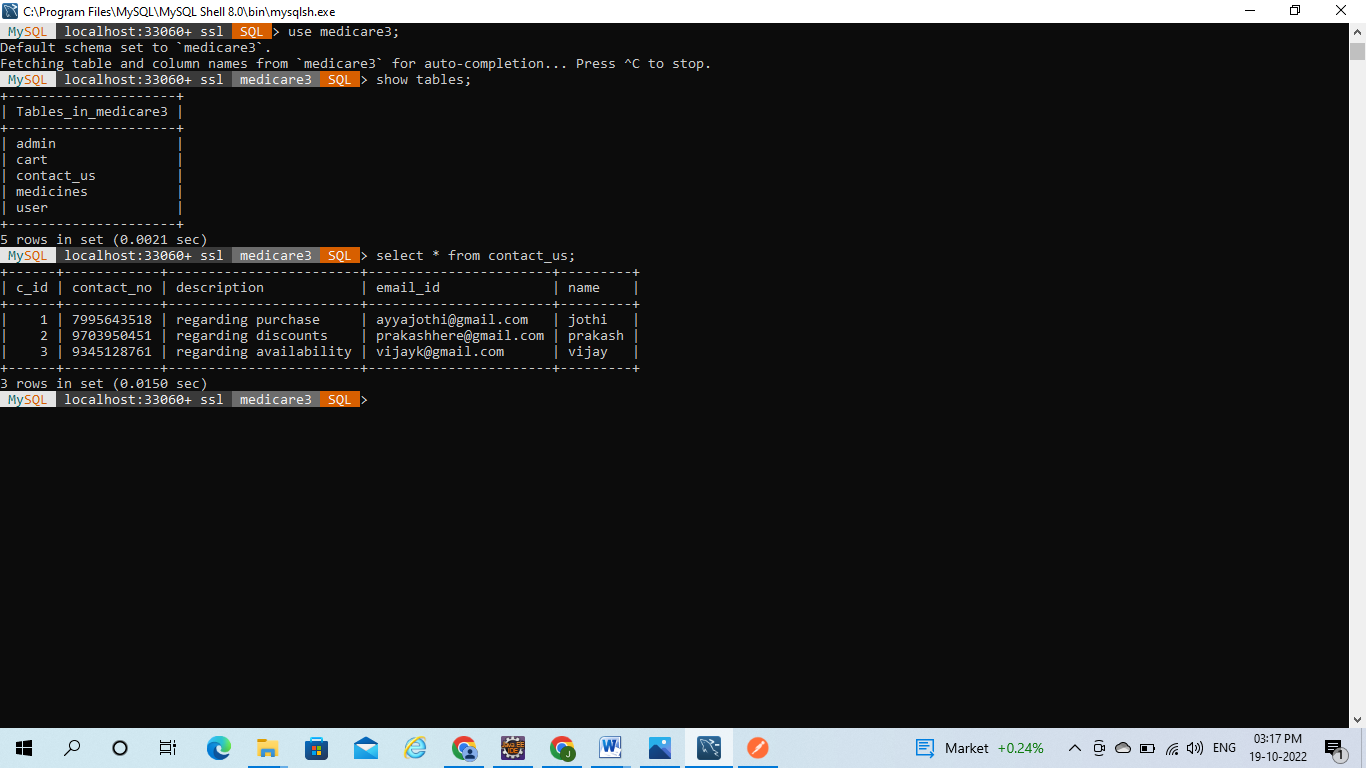 C:\Program Files\MySQL\MySQL Shell 8.0\bin\mysqlsh.exe
MySQL localhost:33060+ ssl SQL > use medicare3;
Default schema set to `medicare3`.
Fetching table and column names from `medicare3` for auto-completion... Press ^C to stop.
MySQL localhost:33060+ ssl medicare3 SQL > show tables;
+---------------------+
| Tables_in_medicare3 |
+---------------------+
| admin               |
| cart                |
| contact_us          |
| medicines           |
| user                |
+---------------------+
5 rows in set (0.0021 sec)
MySQL localhost:33060+ ssl medicare3 SQL > select * from contact_us;
+------+------------+------------------------+-----------------------+---------+
| c_id | contact_no | description            | email_id              | name    |
+------+------------+------------------------+-----------------------+---------+
|    1 | 7995643518 | regarding purchase     | ayyajothi@gmail.com   | jothi   |
|    2 | 9703950451 | regarding discounts    | prakashhere@gmail.com | prakash |
|    3 | 9345128761 | regarding availability | vijayk@gmail.com      | vijay   |
+------+------------+------------------------+-----------------------+---------+
3 rows in set (0.0150 sec)
MySQL localhost:33060+ ssl medicare3 SQL >
Java EE
IDE
J
W
Market +0.24%
ENG
03:17 PM
19-10-2022
1